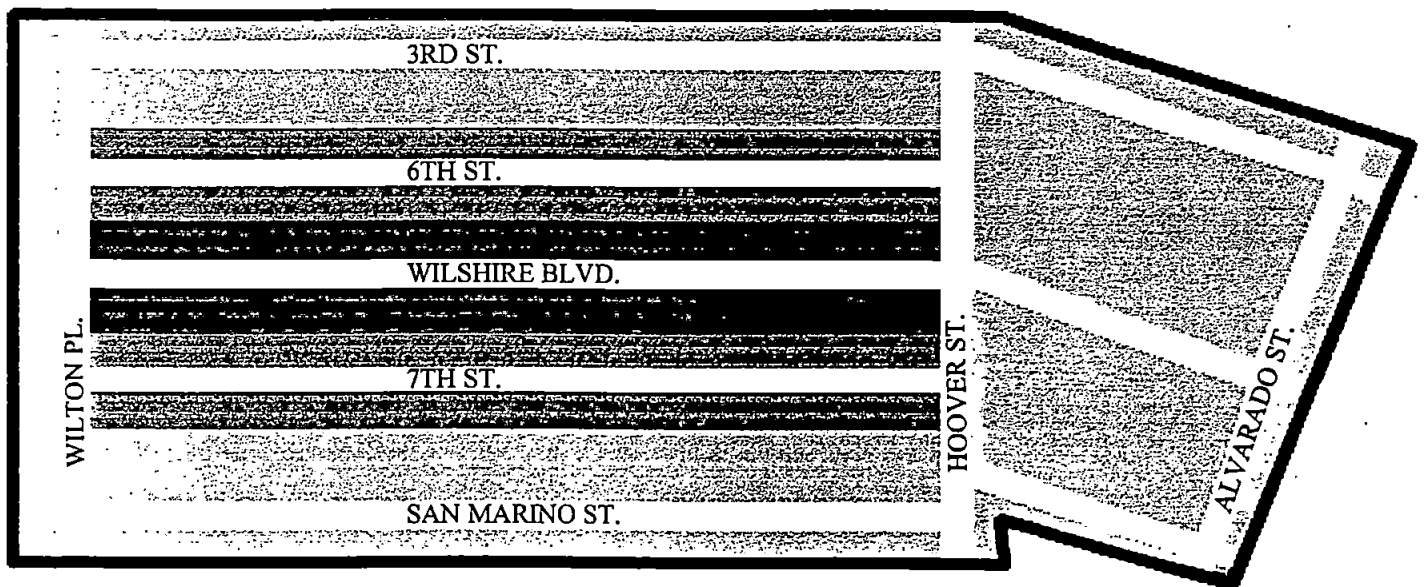 3RD ST.
6TH ST.
WILSHIRE BLVD.
7TH ST.
SAN MARINO ST.
WILTON PL.
HOOVER ST.
ALVARADO ST.